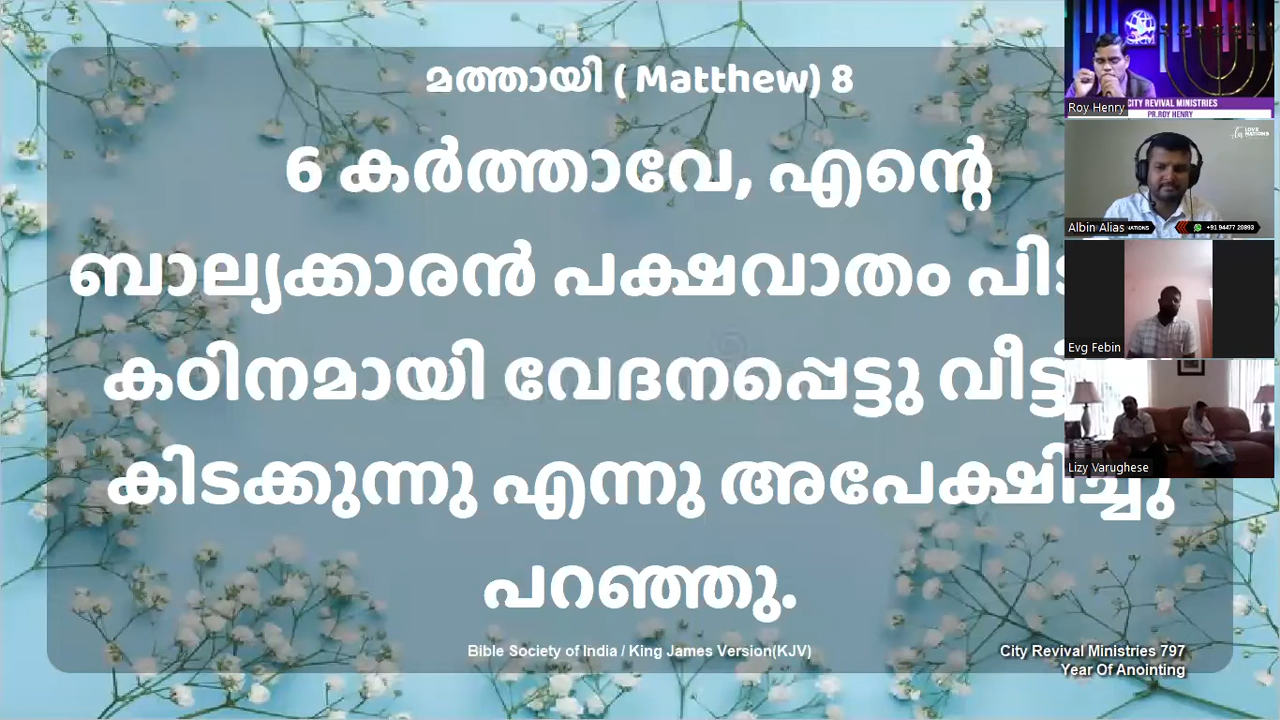 മത്തായി ( Matthew) 8
6 കർത്താവേ, എന്റെ
ബാല്യക്കാരൻ പക്ഷവാതം
കഠിനമായി വേദനപ്പെട്ടു
കിടക്കുന്നു എന്നു അപേക്ഷിച്ചു
പറഞ്ഞു.
Bible Society of India / King James Version(KJV)
City Revival Ministries 797
Year Of Anointing
CITY REVIVAL MINISTRIES
PR.ROY HENRY
Roy Henry
LOVE
NATIONS
Albin Alias
+91 94477 20893
Evg Febin
Lizy Varughese